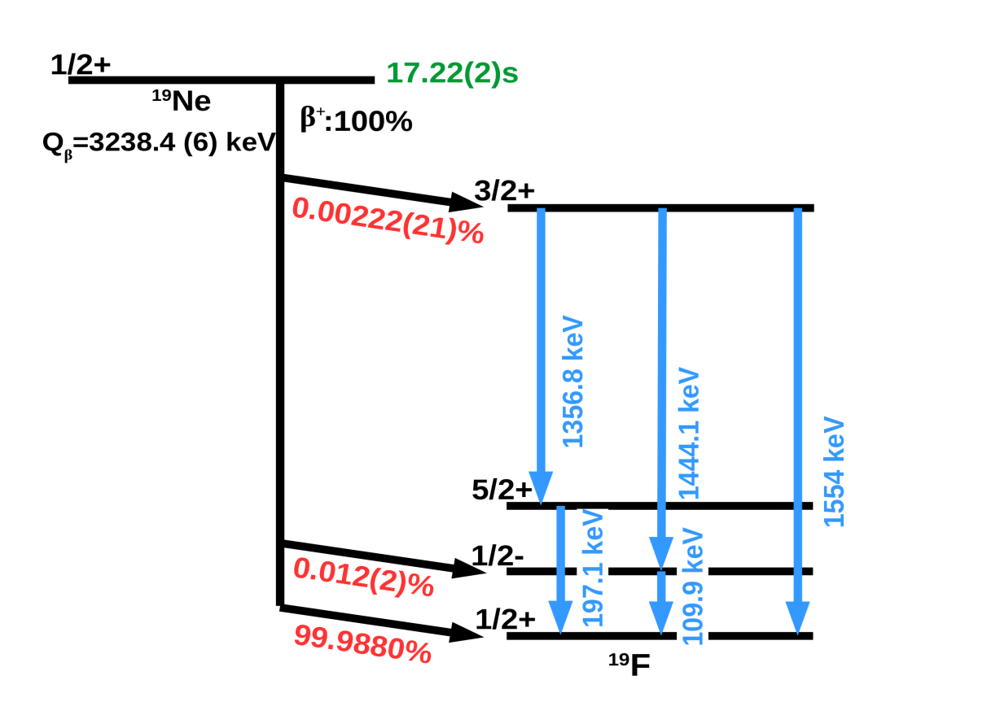 1/2+
17.22(2)s
¹⁹Ne
β⁺:100%
Qᵦ=3238.4 (6) keV
3/2+
0.00222(21)%
1356.8 keV
1444.1 keV
1554 keV
5/2+
197.1 keV
1/2-
0.012(2)%
109.9 keV
1/2+
99.9880%
¹⁹F